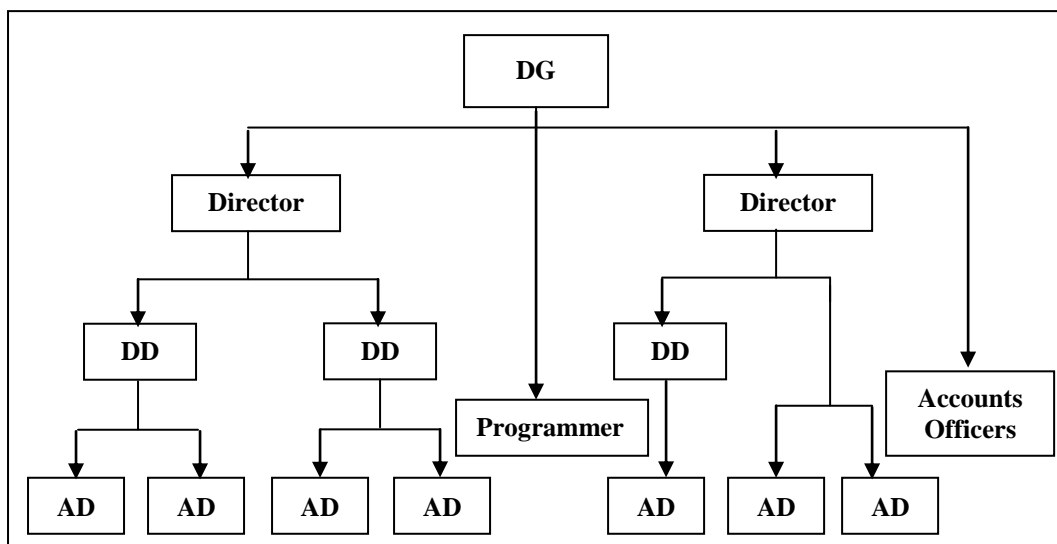 DG
Director
Director
DD
DD
DD
Programmer
Accounts
Officers
AD
AD
AD
AD
AD
AD
AD